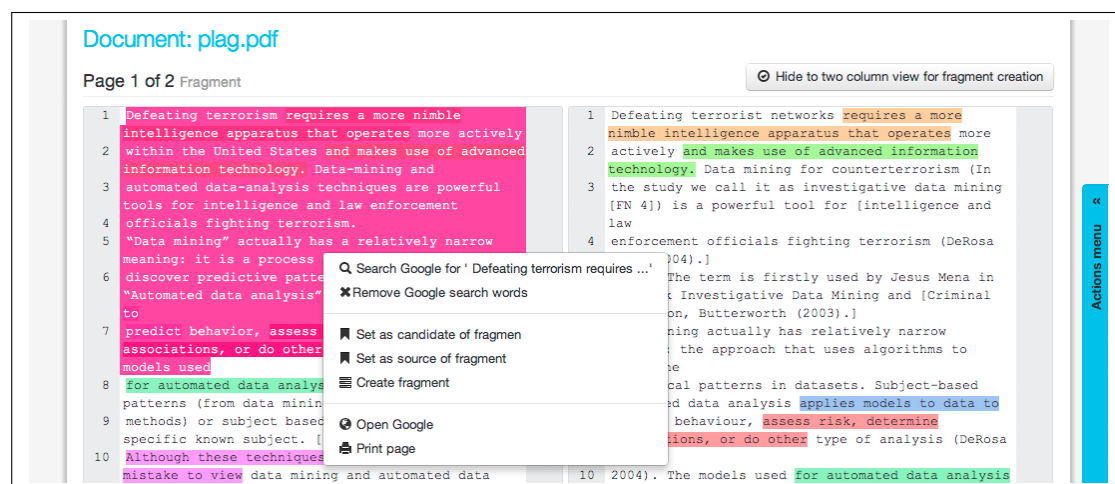 Document: plag.pdf
Page 1 of 2 Fragment
Hide to two column view for fragment creation
1 Defeating terrorism requires a more nimble
intelligence apparatus that operates more actively
2 within the United States and makes use of advanced
information technology. Data-mining and
3 automated data-analysis techniques are powerful
tools for intelligence and law enforcement
4 officials fighting terrorism.
5 “Data mining” actually has a relatively narrow
meaning: it is a process
6 discover predictive patte
“Automated data analysis”
to
7 predict behavior, assess
associations, or do other
models used
8 for automated data analys
patterns (from data minin
9 methods) or subject based
specific known subject. [
10 Although these techniques
mistake to view data mining and automated data
Search Google for ' Defeating terrorism requires ...'
Remove Google search words
Set as candidate of fragmen
Set as source of fragment
Create fragment
Open Google
Print page
1 Defeating terrorist networks requires a more
nimble intelligence apparatus that operates more
2 actively and makes use of advanced information
technology. Data mining for counterterrorism (In
3 the study we call it as investigative data mining
[FN 4]) is a powerful tool for [intelligence and
law
4 enforcement officials fighting terrorism (DeRosa
004).]
The term is firstly used by Jesus Mena in
k Investigative Data Mining and [Criminal
on, Butterworth (2003).]
ning actually has relatively narrow
: the approach that uses algorithms to
ne
cal patterns in datasets. Subject-based
ed data analysis applies models to data to
behaviour, assess risk, determine
tions, or do other type of analysis (DeRosa
10 2004). The models used for automated data analysis
Actions menu «